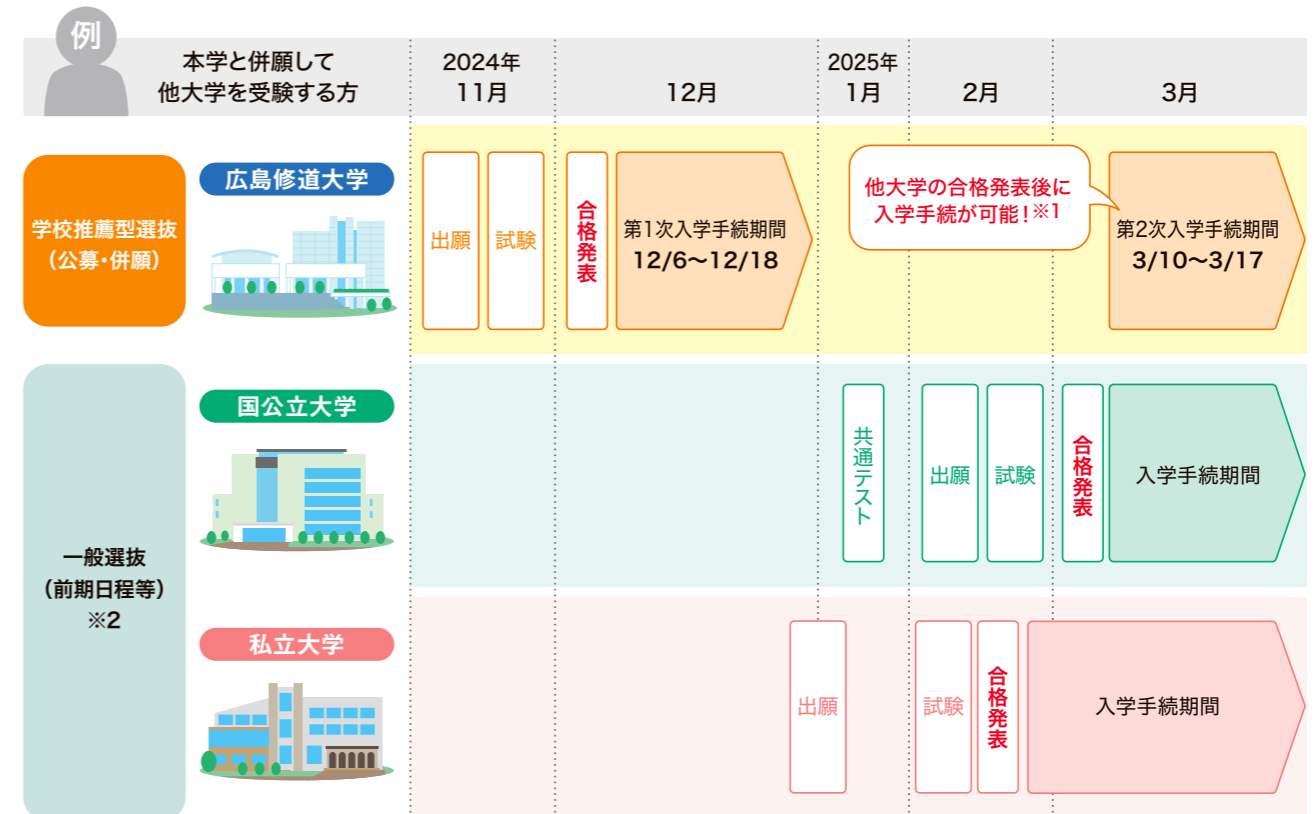 例
本学と併願して
他大学を受験する方
2024年
11月
12月
2025年
1月
2月
3月
学校推薦型選抜
（公募・併願）
広島修道大学
出願
試験
合格発表
第1次入学手続期間
12/6〜12/18
他大学の合格発表後に
入学手続が可能！※1
第2次入学手続期間
3/10〜3/17
一般選抜
（前期日程等）
※2
国公立大学
共通テスト
出願
試験
合格発表
入学手続期間
私立大学
出願
試験
合格発表
入学手続期間